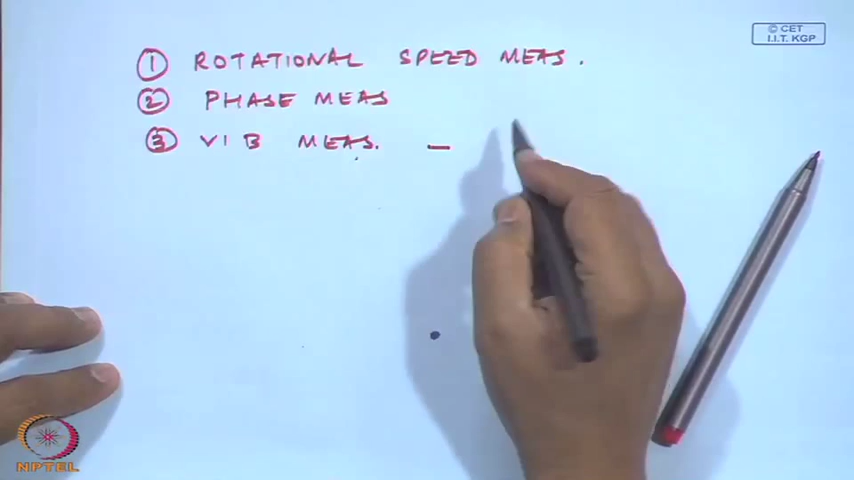 © CET
I.I.T. KGP
① ROTATIONAL SPEED MEAS.
② PHASE MEAS
③ VIB MEAS. —
NPTEL